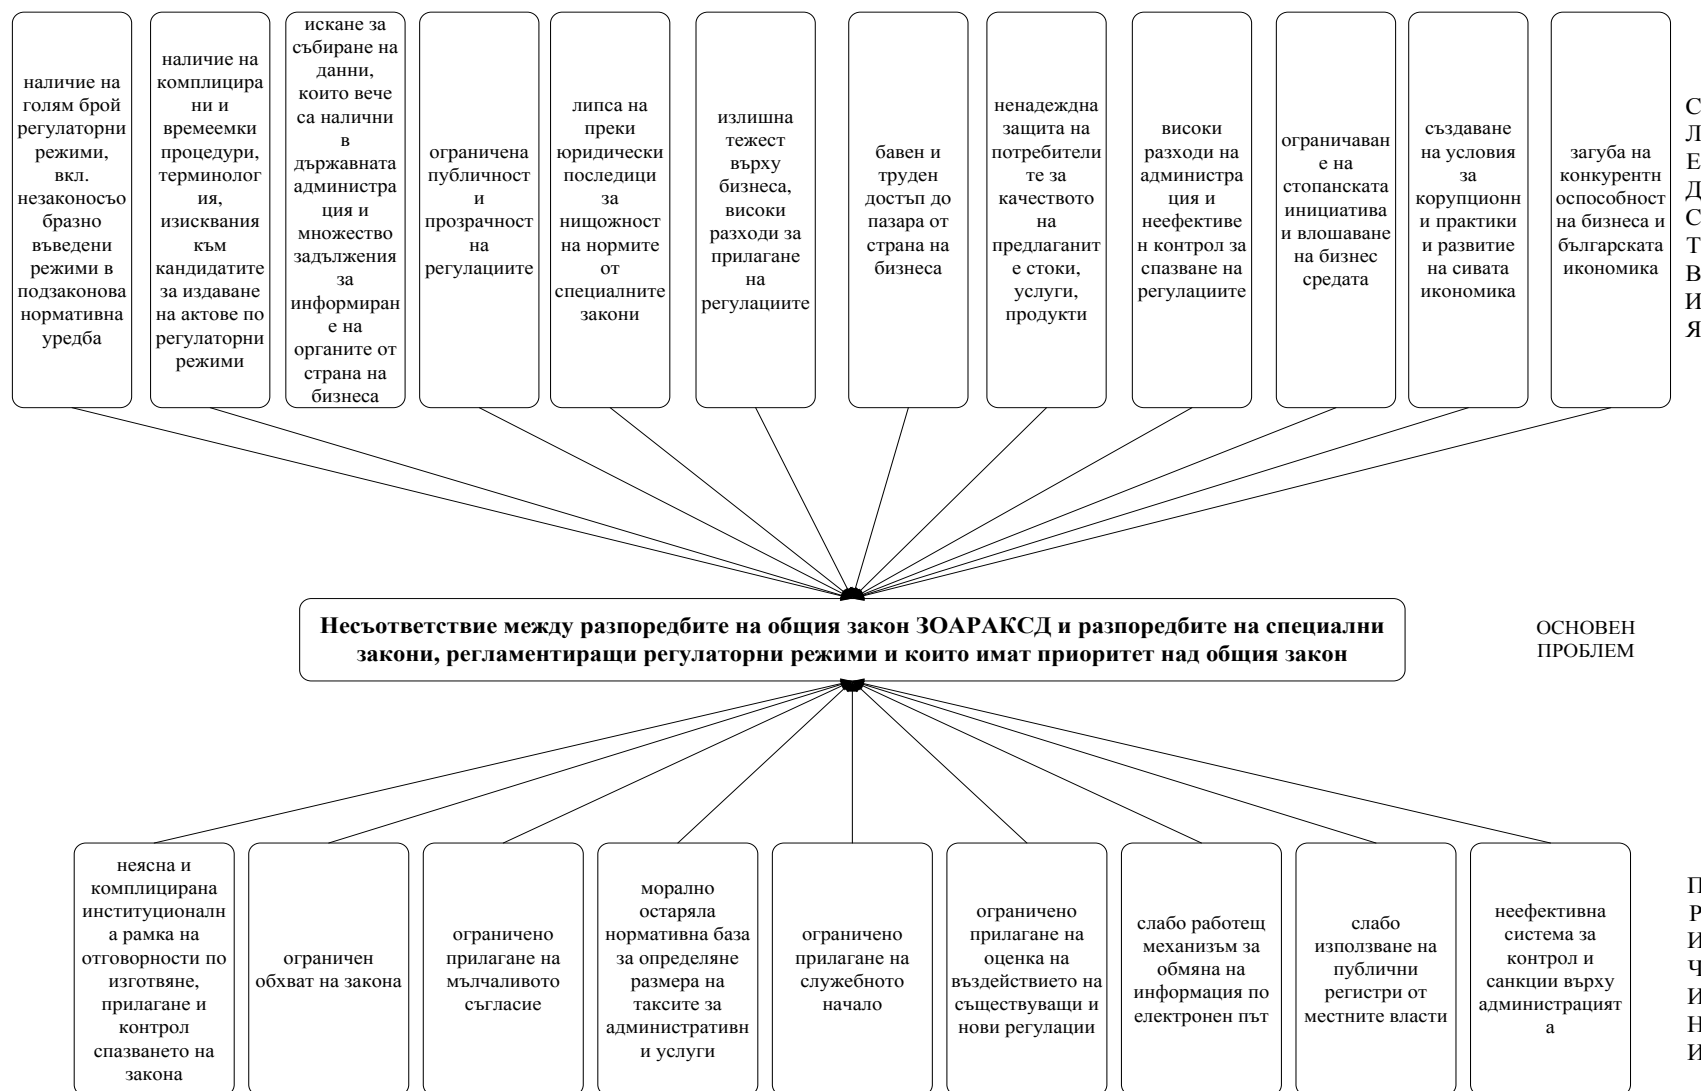 наличие на
голям брой
регулаторни
режими,
вкл.
незаконосъо
бразно
въведени
режими в
подзаконова
нормативна
уредба
наличие на
комплицира
ни и
времеемки
процедури,
терминолог
ия,
изисквания
към
кандидатите
за издаване
на актове по
регулаторни
режими
искане за
събиране на
данни,
които вече
са налични
в
държавната
администра
ция и
множество
задължения
за
информиран
е на
органите от
страна на
бизнеса
ограничена
публичност
и
прозрачност
на
регулациите
липса на
преки
юридически
последици
за
нищожност
на нормите
от
специалните
закони
излишна
тежест
върху
бизнеса,
високи
разходи за
прилагане
на
регулациите
бавен и
труден
достъп до
пазара от
страна на
бизнеса
ненадеждна
защита на
потребители
те за
качеството
на
предлаганит
е стоки,
услуги,
продукти
високи
разходи на
администра
ция и
неефективе
н контрол за
спазване на
регулациите
ограничаван
е на
стопанската
инициатива
и влошаване
на бизнес
средата
създаване
на условия
за
корупционн
и практики
и развитие
на сивата
икономика
загуба на
конкурентн
оспособност
на бизнеса и
българската
икономика
С
Л
Е
Д
С
Т
В
И
Я
Несъответствие между разпоредбите на общия закон ЗОАРАКСД и разпоредбите на специални
закони, регламентиращи регулаторни режими и които имат приоритет над общия закон
ОСНОВЕН
ПРОБЛЕМ
неясна и
комплицирана
институционалн
а рамка на
отговорности по
изготвяне,
прилагане и
контрол
спазването на
закона
ограничен
обхват на закона
ограничено
прилагане на
мълчаливото
съгласие
морално
остаряла
нормативна база
за определяне
размера на
таксите за
административн
и услуги
ограничено
прилагане на
служебното
начало
ограничено
прилагане на
оценка на
въздействието на
съществуващи и
нови регулации
слабо работещ
механизъм за
обмяна на
информация по
електронен път
слабо
използване на
публични
регистри от
местните власти
неефективна
система за
контрол и
санкции върху
администрацият
а
П
Р
И
Ч
И
Н
И